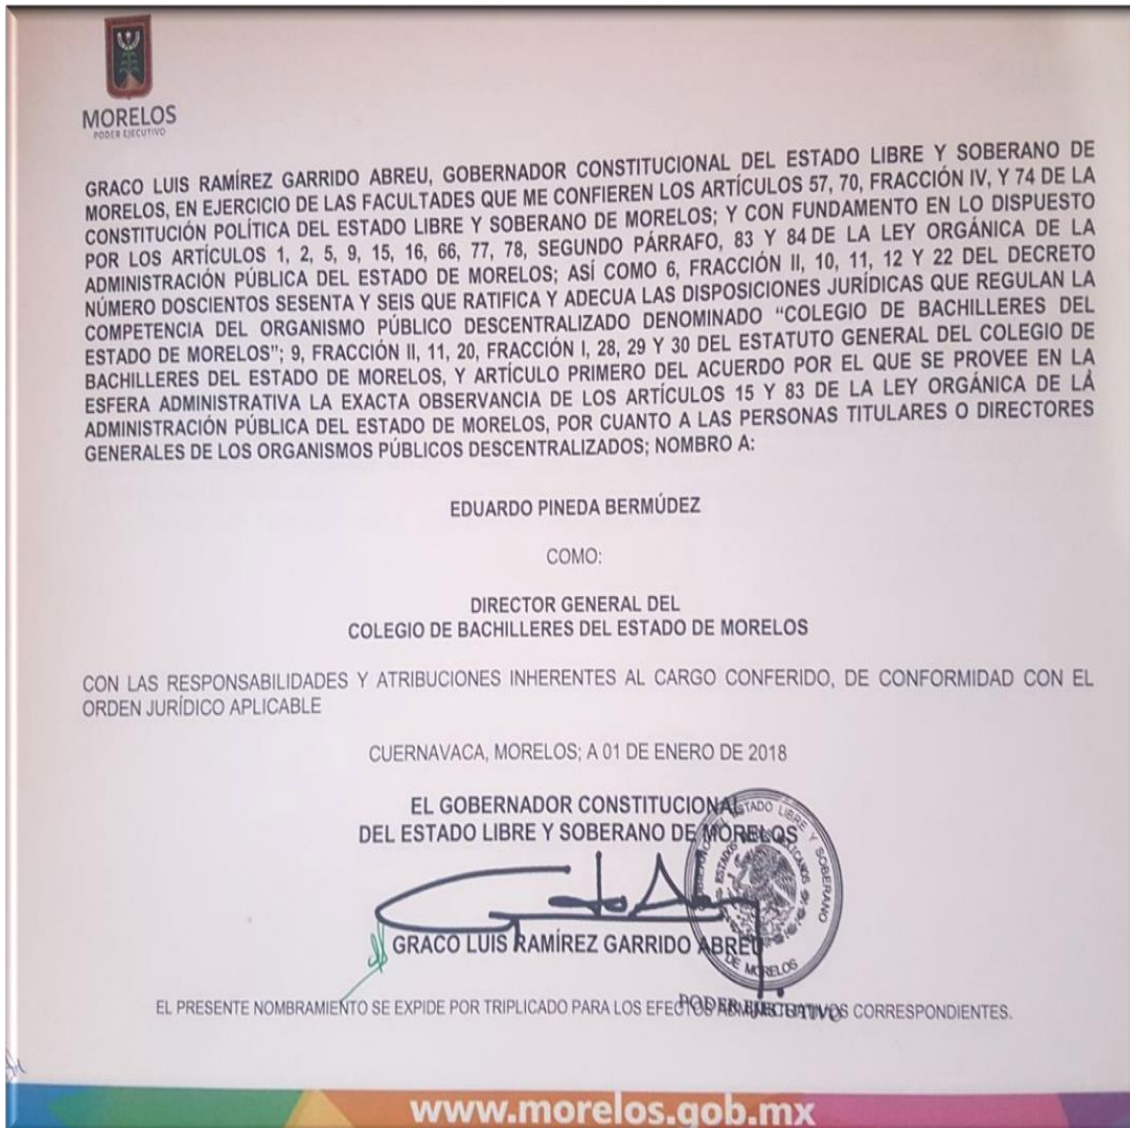 MORELOS
PODER EJECUTIVO
GRACO LUIS RAMÍREZ GARRIDO ABREU, GOBERNADOR CONSTITUCIONAL DEL ESTADO LIBRE Y SOBERANO DE
MORELOS, EN EJERCICIO DE LAS FACULTADES QUE ME CONFIEREN LOS ARTÍCULOS 57, 70, FRACCIÓN IV, Y 74 DE LA
CONSTITUCIÓN POLÍTICA DEL ESTADO LIBRE Y SOBERANO DE MORELOS; Y CON FUNDAMENTO EN LO DISPUESTO
POR LOS ARTÍCULOS 1, 2, 5, 9, 15, 16, 66, 77, 78, SEGUNDO PÁRRAFO, 83 Y 84 DE LA LEY ORGÁNICA DE LA
ADMINISTRACIÓN PÚBLICA DEL ESTADO DE MORELOS; ASÍ COMO 6, FRACCIÓN II, 10, 11, 12 Y 22 DEL DECRETO
NÚMERO DOSCIENTOS SESENTA Y SEIS QUE RATIFICA Y ADECUA LAS DISPOSICIONES JURÍDICAS QUE REGULAN LA
COMPETENCIA DEL ORGANISMO PÚBLICO DESCENTRALIZADO DENOMINADO “COLEGIO DE BACHILLERES DEL
ESTADO DE MORELOS”; 9, FRACCIÓN II, 11, 20, FRACCIÓN I, 28, 29 Y 30 DEL ESTATUTO GENERAL DEL COLEGIO DE
BACHILLERES DEL ESTADO DE MORELOS, Y ARTÍCULO PRIMERO DEL ACUERDO POR EL QUE SE PROVEE EN LA
ESFERA ADMINISTRATIVA LA EXACTA OBSERVANCIA DE LOS ARTÍCULOS 15 Y 83 DE LA LEY ORGÁNICA DE LA
ADMINISTRACIÓN PÚBLICA DEL ESTADO DE MORELOS, POR CUANTO A LAS PERSONAS TITULARES O DIRECTORES
GENERALES DE LOS ORGANISMOS PÚBLICOS DESCENTRALIZADOS; NOMBRO A:
EDUARDO PINEDA BERMÚDEZ
COMO:
DIRECTOR GENERAL DEL
COLEGIO DE BACHILLERES DEL ESTADO DE MORELOS
CON LAS RESPONSABILIDADES Y ATRIBUCIONES INHERENTES AL CARGO CONFERIDO, DE CONFORMIDAD CON EL
ORDEN JURÍDICO APLICABLE
CUERNAVACA, MORELOS; A 01 DE ENERO DE 2018
EL GOBERNADOR CONSTITUCIONAL
DEL ESTADO LIBRE Y SOBERANO DE MORELOS
ESTADO LIBRE Y SOBERANO
DE MORELOS
GRACO LUIS RAMÍREZ GARRIDO ABREU
PODER EJECUTIVO
EL PRESENTE NOMBRAMIENTO SE EXPIDE POR TRIPLICADO PARA LOS EFECTOS ADMINISTRATIVOS CORRESPONDIENTES.
www.morelos.gob.mx